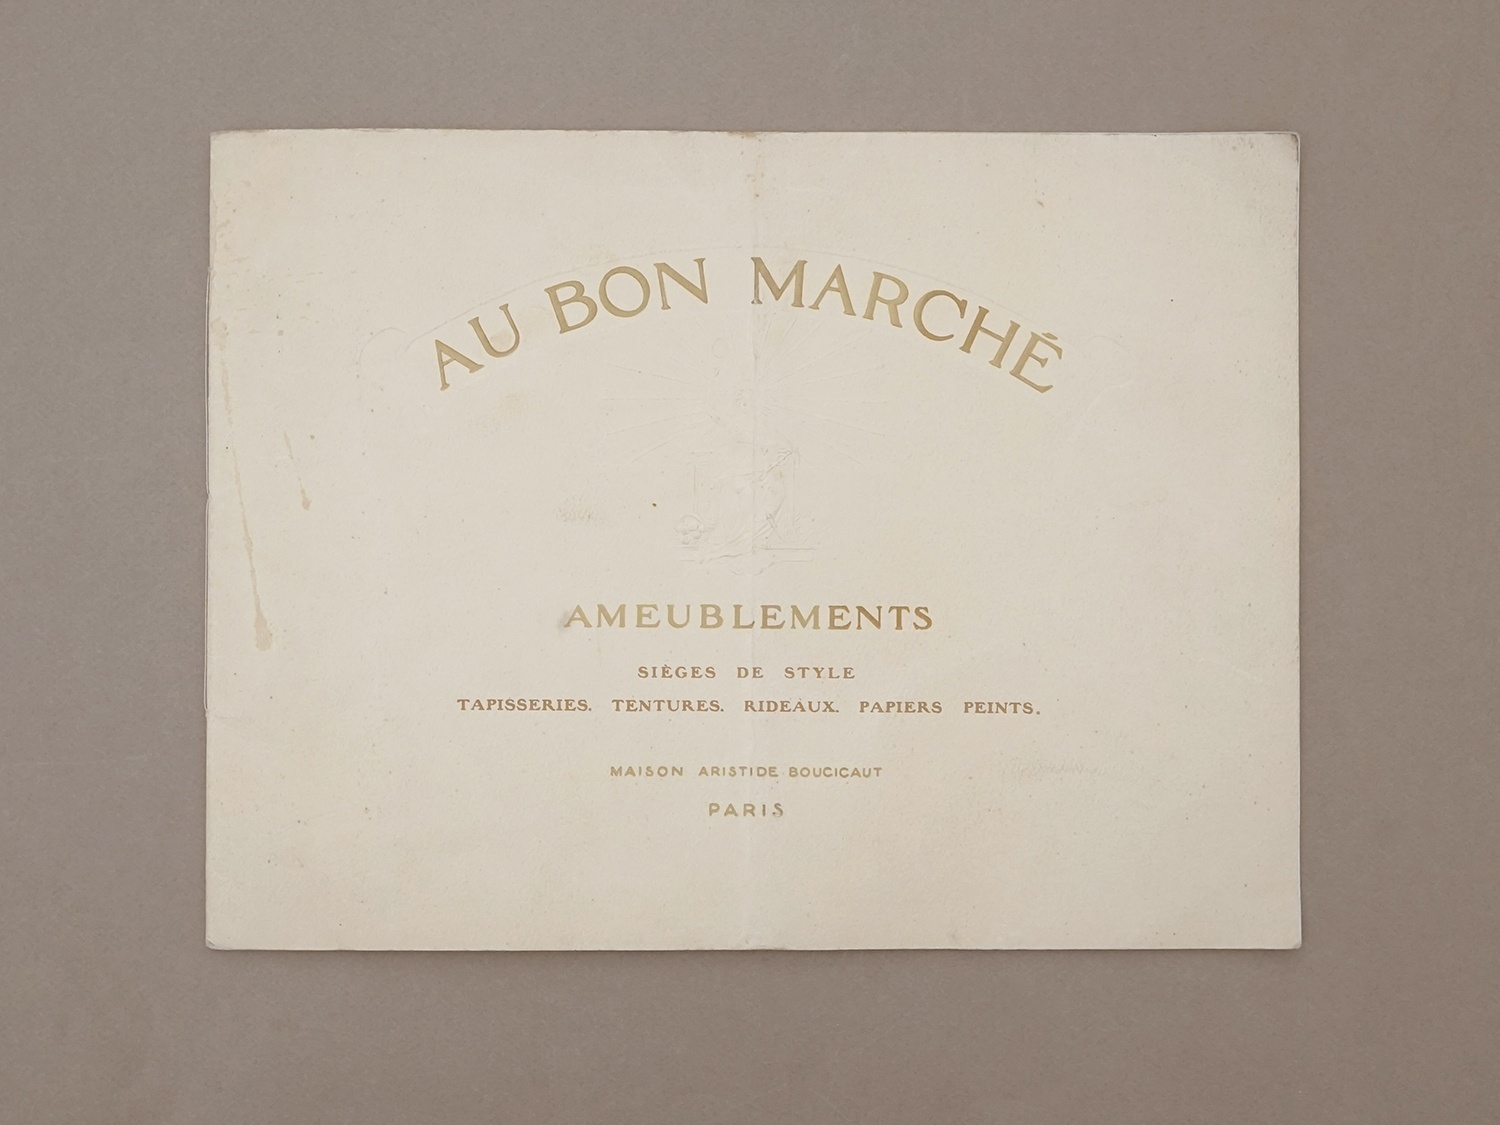 AU BON MARCHÉ
AMEUBLEMENTS
SIÈGES DE STYLE
TAPISSERIES. TENTURES. RIDEAUX. PAPIERS PEINTS.
MAISON ARISTIDE BOUCICAUT
PARIS